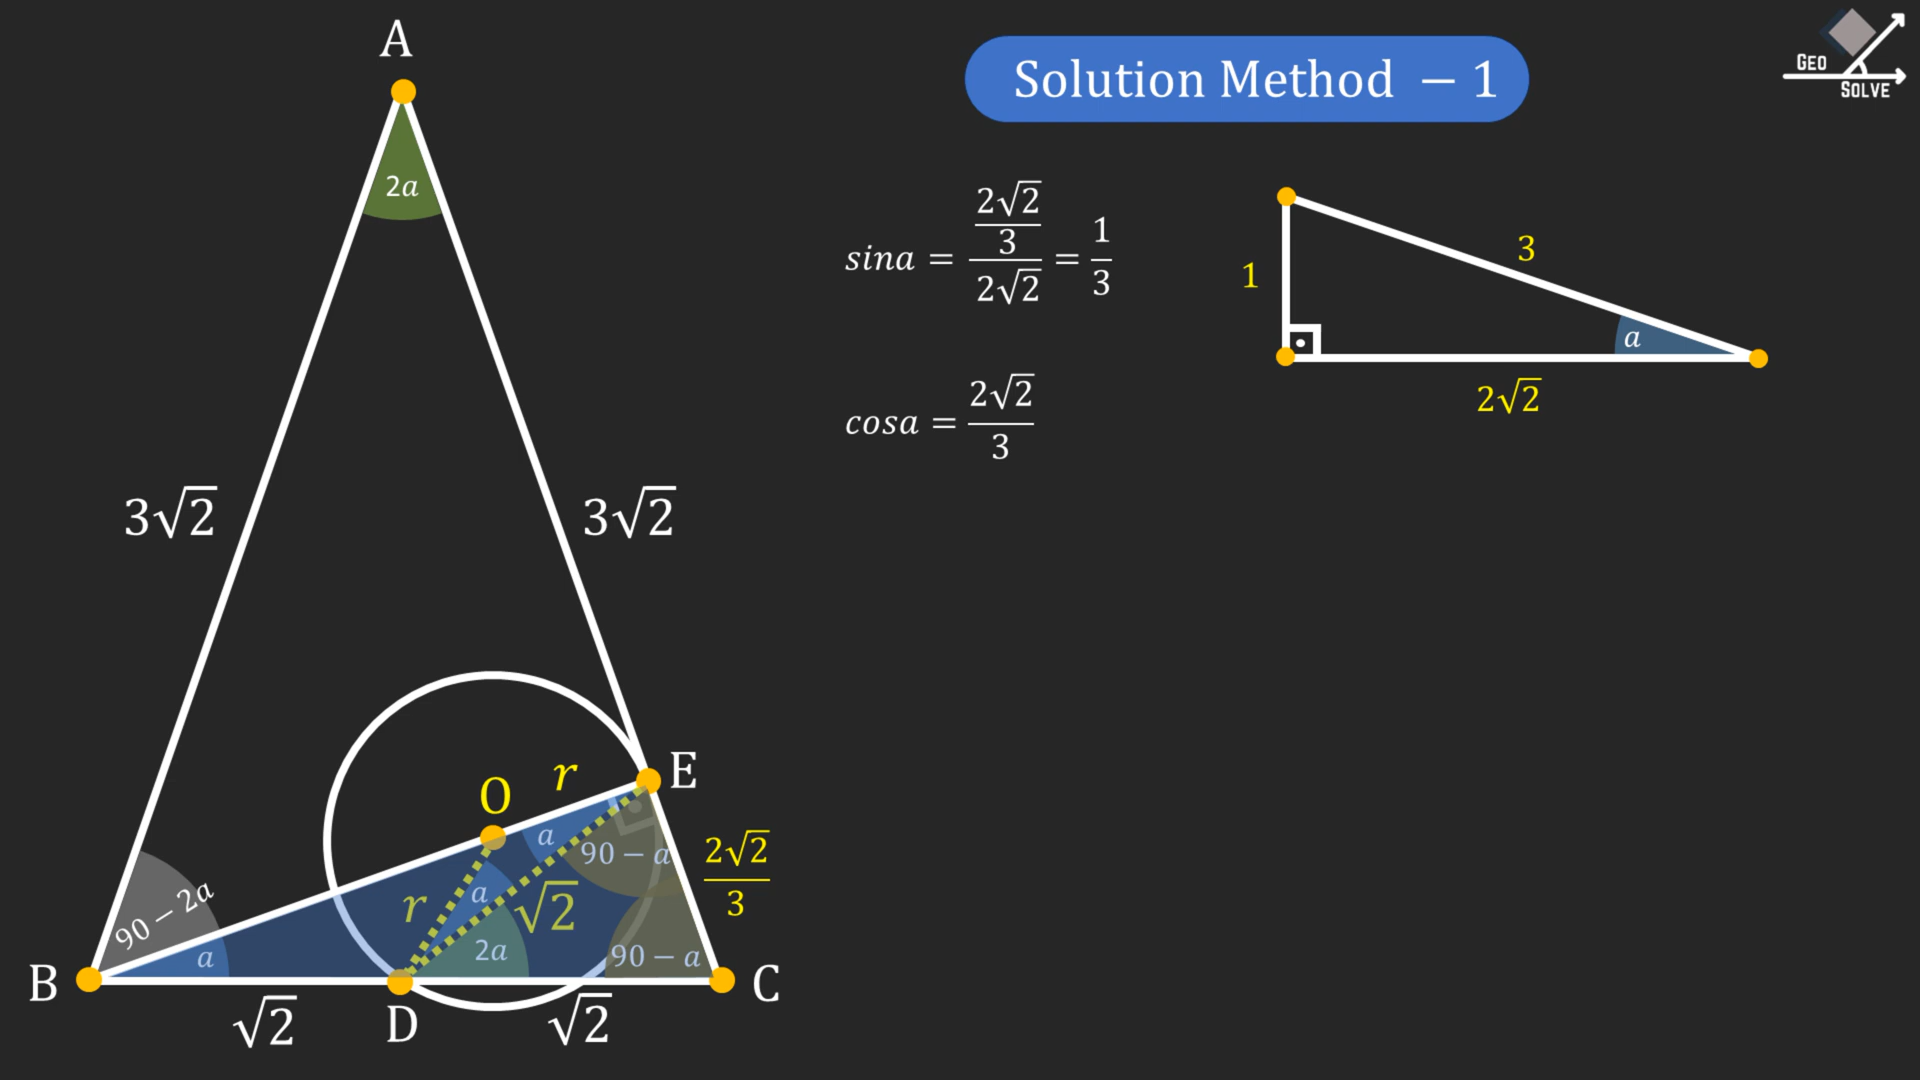 A
Solution Method – 1
GEO
SOLVE
2a
sina = (2√2/3)/(2√2) = 1/3
1
3
a
2√2
cosa = 2√2/3
3√2
3√2
O
r
E
a
90 – a
2√2/3
90 – 2a
r
a
√2
a
2a
90 – a
B
C
√2
D
√2